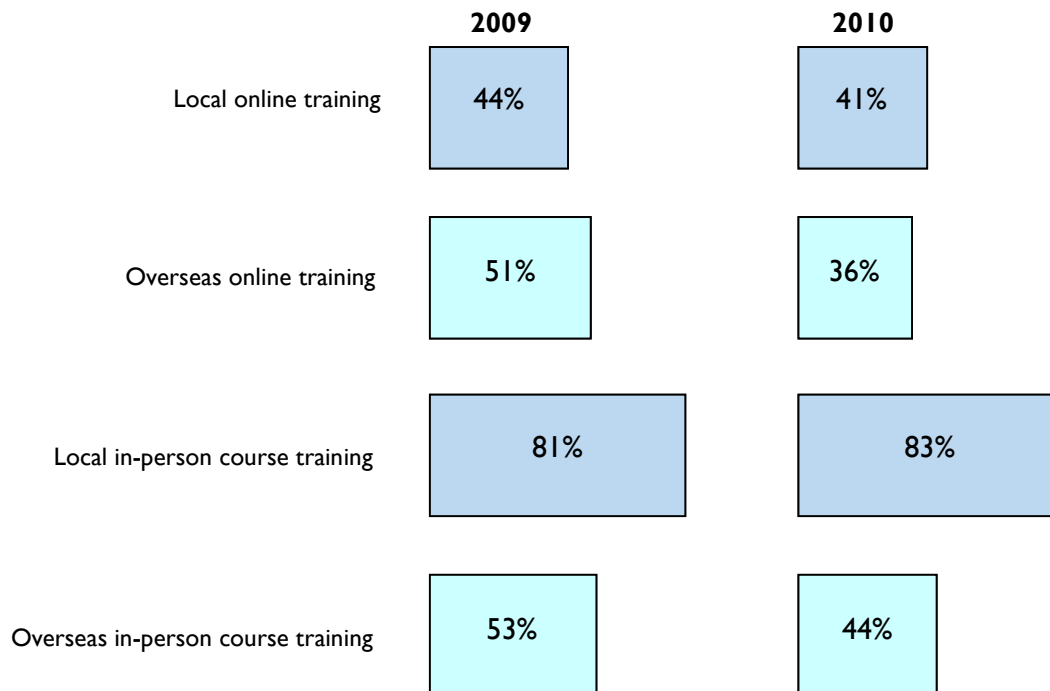 2009 2010
Local online training 44% 41%
Overseas online training 51% 36%
Local in-person course training 81% 83%
Overseas in-person course training 53% 44%